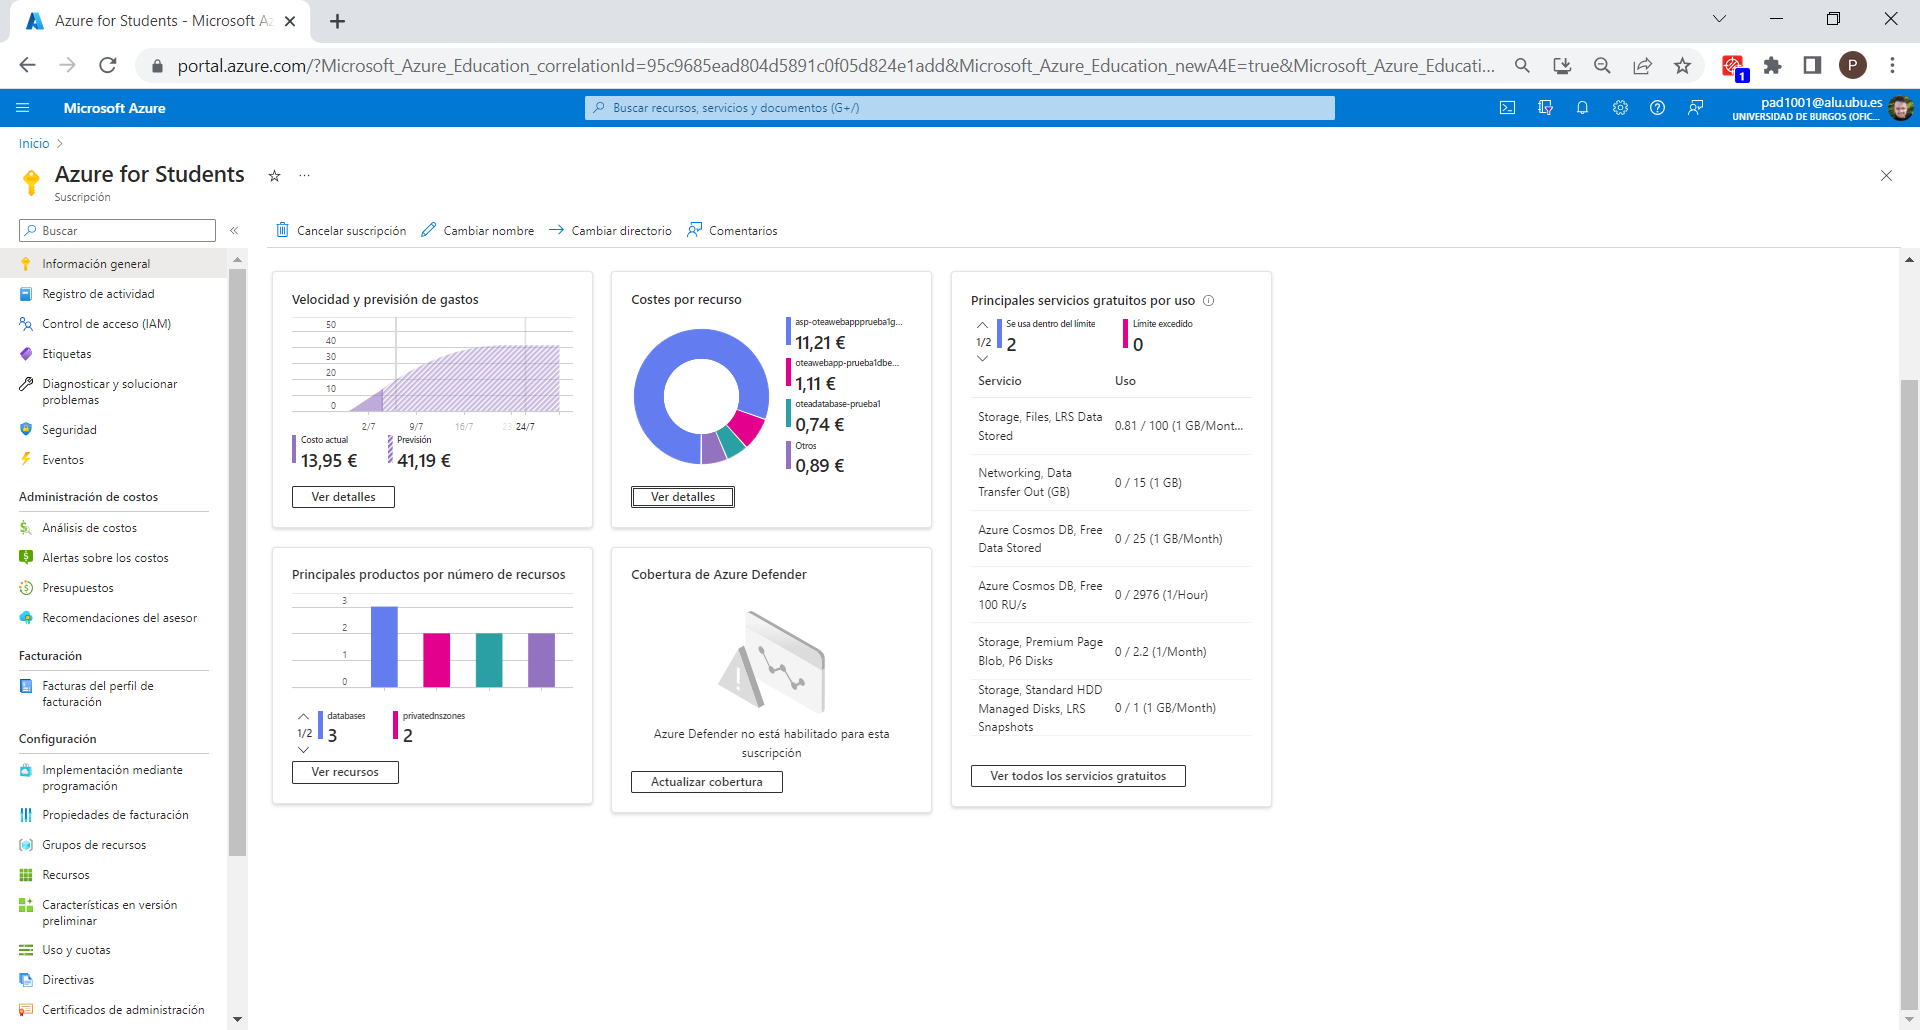 Azure for Students - Microsoft Az
portal.azure.com/?Microsoft_Azure_Education_correlationId=95c9685ead804d5891c0f05d824e1add&Microsoft_Azure_Education_newA4E=true&Microsoft_Azure_Educati...
1
P
Microsoft Azure
Buscar recursos, servicios y documentos (G+/)
pad1001@alu.ubu.es
UNIVERSIDAD DE BURGOS (OFIC...
Inicio
Azure for Students
Suscripción
Buscar
Cancelar suscripción
Cambiar nombre
Cambiar directorio
Comentarios
Información general
Registro de actividad
Control de acceso (IAM)
Etiquetas
Diagnosticar y solucionar
problemas
Seguridad
Eventos
Administración de costos
Análisis de costos
Alertas sobre los costos
Presupuestos
Recomendaciones del asesor
Facturación
Facturas del perfil de
facturación
Configuración
Implementación mediante
programación
Propiedades de facturación
Grupos de recursos
Recursos
Características en versión
preliminar
Uso y cuotas
Directivas
Certificados de administración
Velocidad y previsión de gastos
50
40
30
20
10
0
2/7
9/7
16/7
24/7
Costo actual
13,95 €
Previsión
41,19 €
Ver detalles
Costes por recurso
asp-oteawebappprueba1g...
11,21 €
oteawebapp-prueba1dbe...
1,11 €
oteadatabase-prueba1
0,74 €
Otros
0,89 €
Ver detalles
Principales servicios gratuitos por uso
1/2
Se usa dentro del límite
2
Límite excedido
0
Servicio Uso
Storage, Files, LRS Data
Stored
0.81 / 100 (1 GB/Mont...
Networking, Data
Transfer Out (GB)
0 / 15 (1 GB)
Azure Cosmos DB, Free
Data Stored
0 / 25 (1 GB/Month)
Azure Cosmos DB, Free
100 RU/s
0 / 2976 (1/Hour)
Storage, Premium Page
Blob, P6 Disks
0 / 2.2 (1/Month)
Storage, Standard HDD
Managed Disks, LRS
Snapshots
0 / 1 (1 GB/Month)
Ver todos los servicios gratuitos
Principales productos por número de recursos
3
2
1
0
1/2
databases
3
privatednszones
2
Ver recursos
Cobertura de Azure Defender
Azure Defender no está habilitado para esta
suscripción
Actualizar cobertura